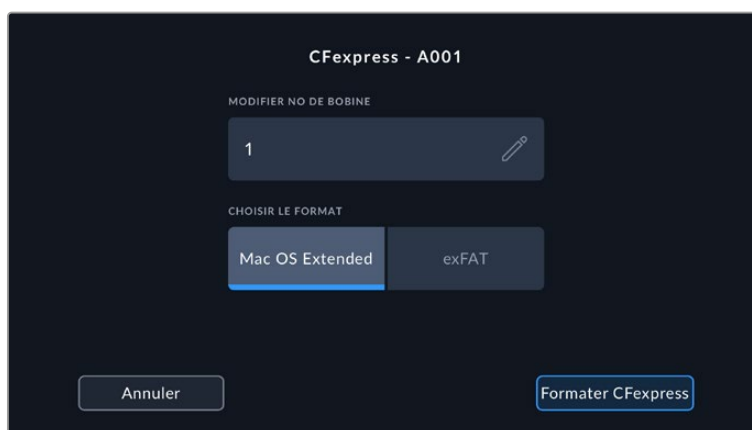 CFexpress - A001
MODIFIER NO DE BOBINE
1
CHOISIR LE FORMAT
Mac OS Extended
exFAT
Annuler
Formater CFexpress